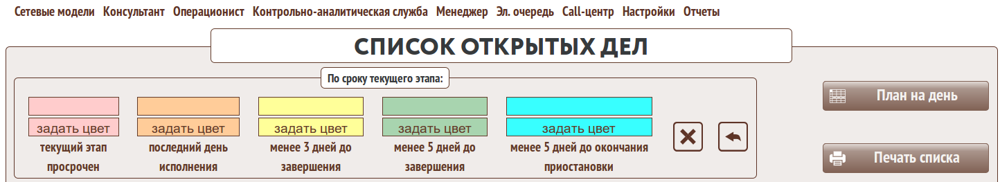 Сетевые модели Консультант Операционист Контрольно-аналитическая служба Менеджер Эл. очередь Call-центр Настройки Отчеты
СПИСОК ОТКРЫТЫХ ДЕЛ
По сроку текущего этапа:
задать цвет
текущий этап
просрочен
задать цвет
последний день
исполнения
задать цвет
менее 3 дней до
завершения
задать цвет
менее 5 дней до
завершения
задать цвет
менее 5 дней до окончания
приостановки
План на день
Печать списка